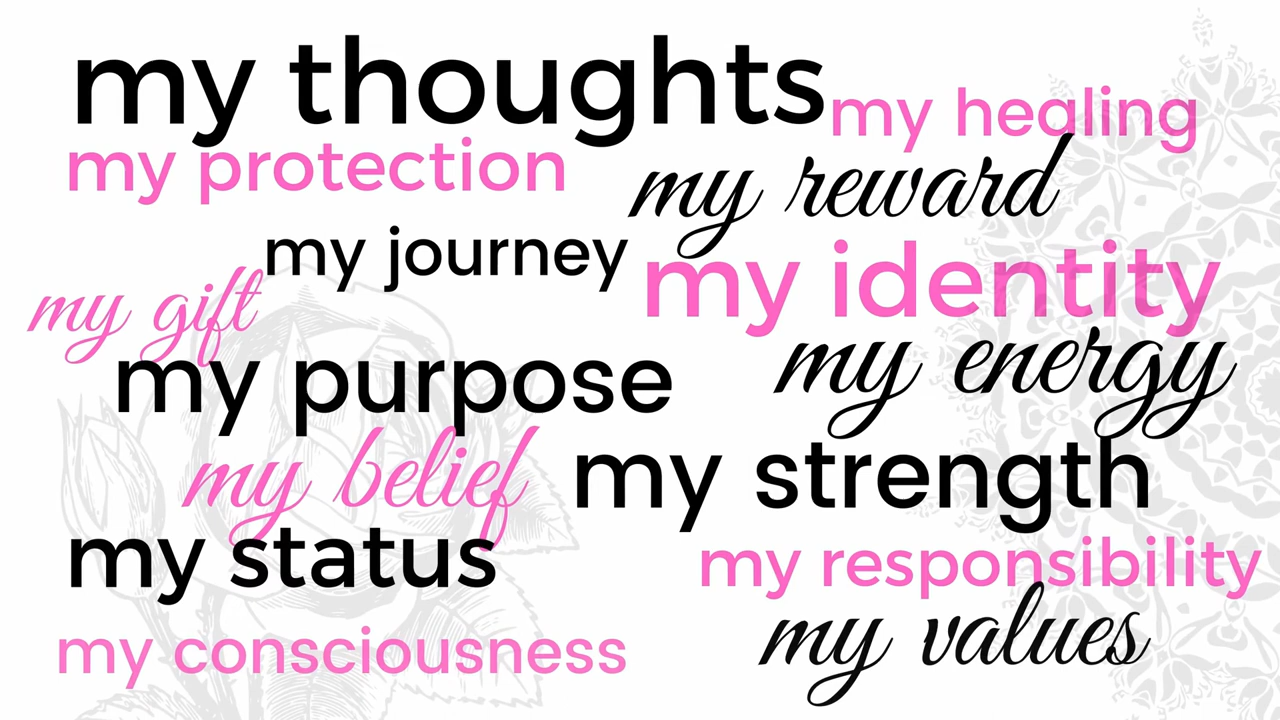 my thoughts
my healing
my protection
my reward
my journey
my identity
my gift
my purpose
my energy
my belief
my strength
my status
my responsibility
my values
my consciousness